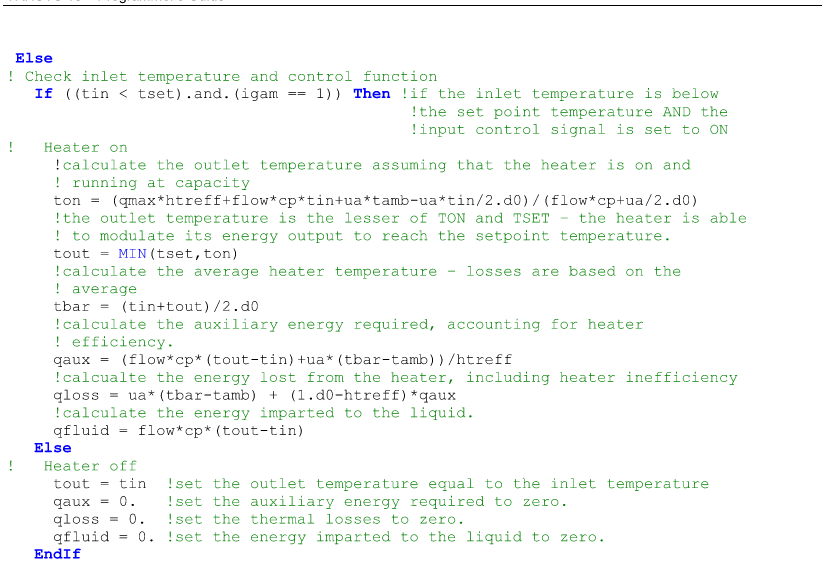 Else
! Check inlet temperature and control function
If ((tin < tset).and.(igam == 1)) Then !if the inlet temperature is below
!the set point temperature AND the
!input control signal is set to ON
! Heater on
!calculate the outlet temperature assuming that the heater is on and
! running at capacity
ton = (qmax*htreff+flow*cp*tin+ua*tamb-ua*tin/2.d0)/(flow*cp+ua/2.d0)
!the outlet temperature is the lesser of TON and TSET – the heater is able
! to modulate its energy output to reach the setpoint temperature.
tout = MIN(tset,ton)
!calculate the average heater temperature – losses are based on the
! average
tbar = (tin+tout)/2.d0
!calculate the auxiliary energy required, accounting for heater
! efficiency.
qaux = (flow*cp*(tout-tin)+ua*(tbar-tamb))/htreff
!calcualte the energy lost from the heater, including heater inefficiency
qloss = ua*(tbar-tamb) + (1.d0-htreff)*qaux
!calculate the energy imparted to the liquid.
qfluid = flow*cp*(tout-tin)
Else
! Heater off
tout = tin !set the outlet temperature equal to the inlet temperature
qaux = 0. !set the auxiliary energy required to zero.
qloss = 0. !set the thermal losses to zero.
qfluid = 0. !set the energy imparted to the liquid to zero.
EndIf